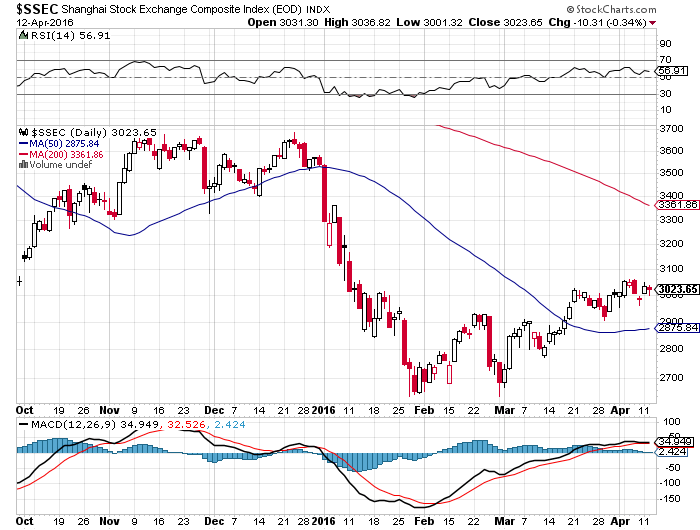 $SSEC Shanghai Stock Exchange Composite Index (EOD) INDX © StockCharts.com
12-Apr-2016 Open 3031.30 High 3036.82 Low 3001.32 Close 3023.65 Chg -10.31 (-0.34%)
RSI(14) 56.91
90
70
56.91
50
30
10
$SSEC (Daily) 3023.65
MA(50) 2875.84
MA(200) 3361.86
Volume undef
3700
3600
3500
3400
3361.86
3300
3200
3100
3023.65
2900
2875.84
2800
2700
Oct 19 26 Nov 9 16 23 Dec 7 14 21 28 2016 11 18 25 Feb 15 22 Mar 7 14 21 28 Apr 11
MACD(12,26,9) 34.949, 32.526, 2.424
100
34.949
2.424
-50
-100
-150
Oct 19 26 Nov 9 16 23 Dec 7 14 21 28 2016 11 18 25 Feb 15 22 Mar 7 14 21 28 Apr 11